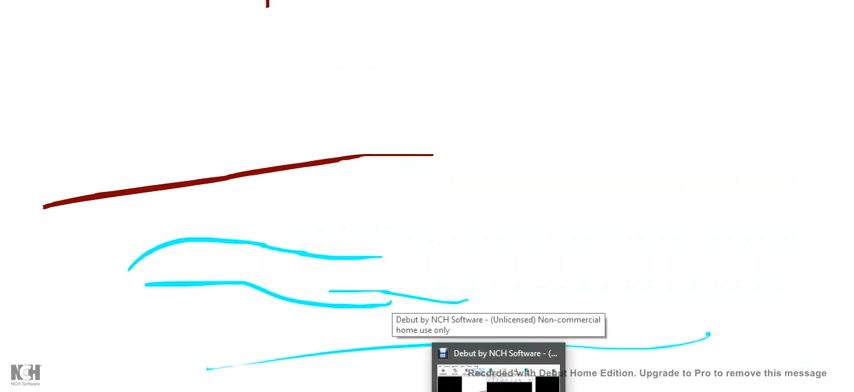 Debut by NCH Software - (Unlicensed) Non-commercial
home use only
Debut by NCH Software - (...
Recorded with Debut Home Edition. Upgrade to Pro to remove this message
NCH
NCH Software